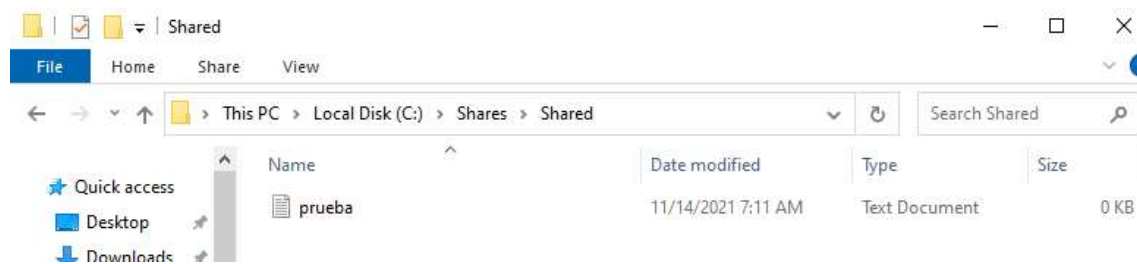 Shared
File Home Share View
This PC > Local Disk (C:) > Shares > Shared Search Shared
Name Date modified Type Size
Quick access
prueba 11/14/2021 7:11 AM Text Document 0 KB
Desktop
Downloads